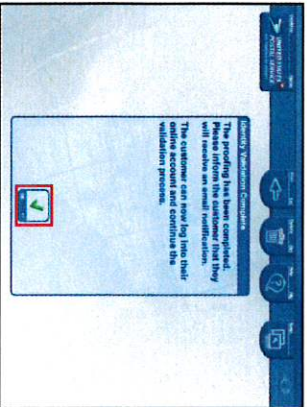 UNITED STATES
POSTAL SERVICE
Identity Validation Complete
The proofing has been completed.
Please inform the customer that they
will receive an email notification.
The customer can now log into their
online account and continue the
validation process.